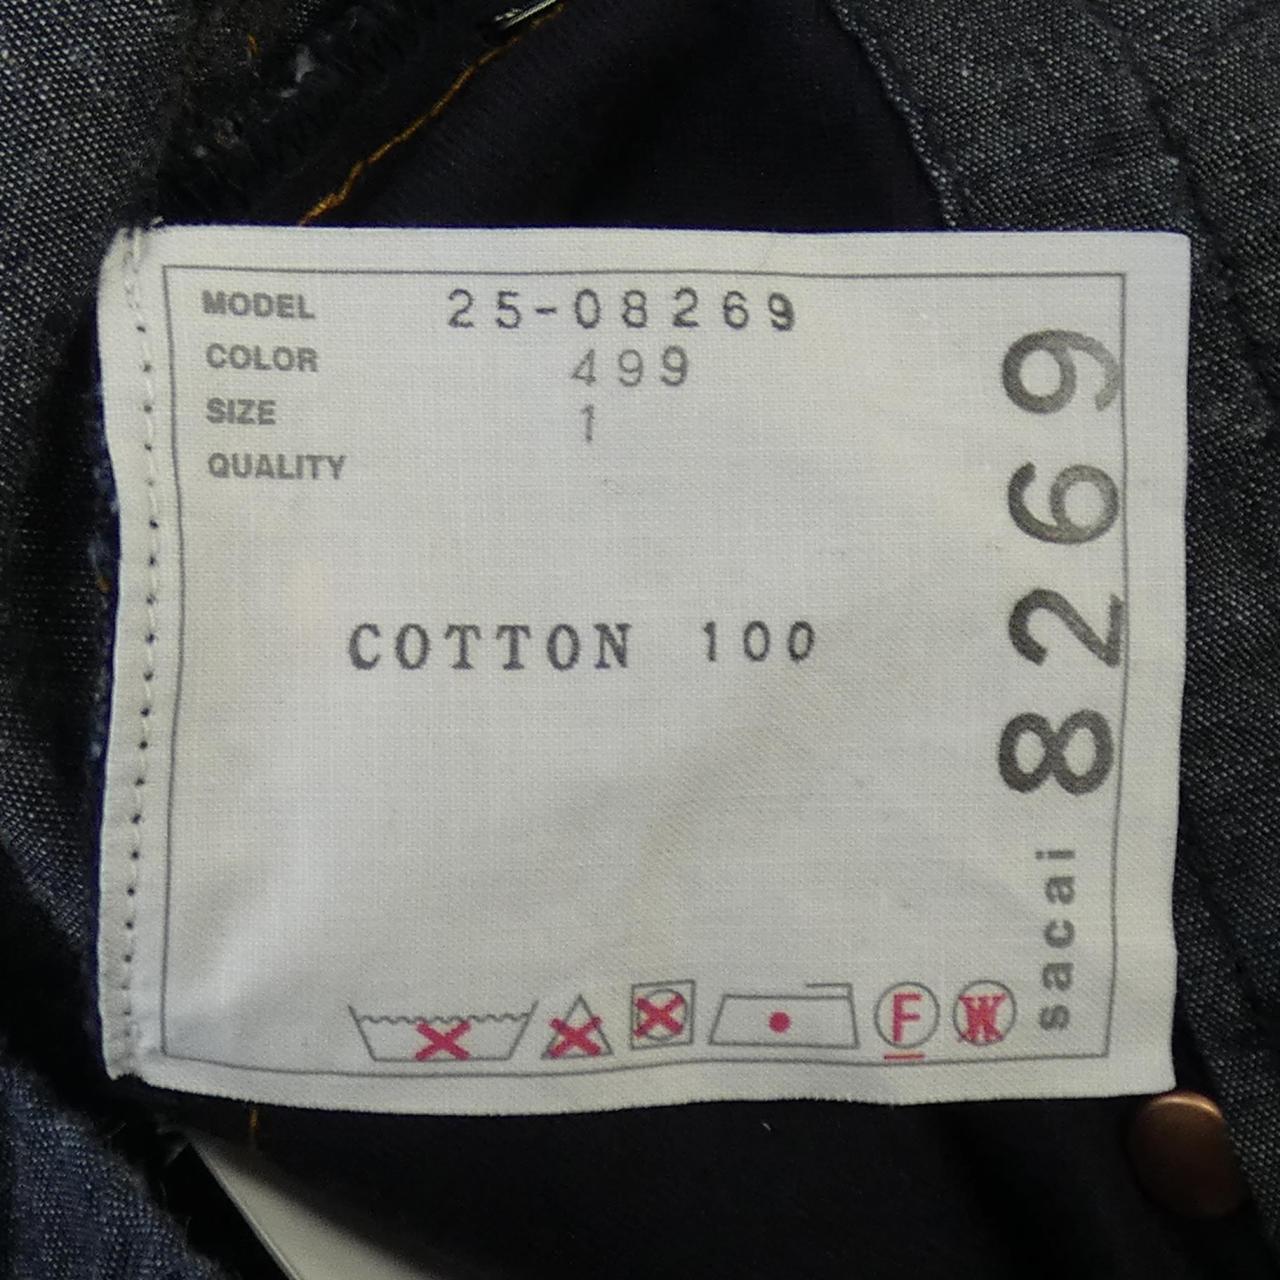 MODEL 25-08269
COLOR 499
SIZE 1
QUALITY
COTTON 100
F W
sacai 8269